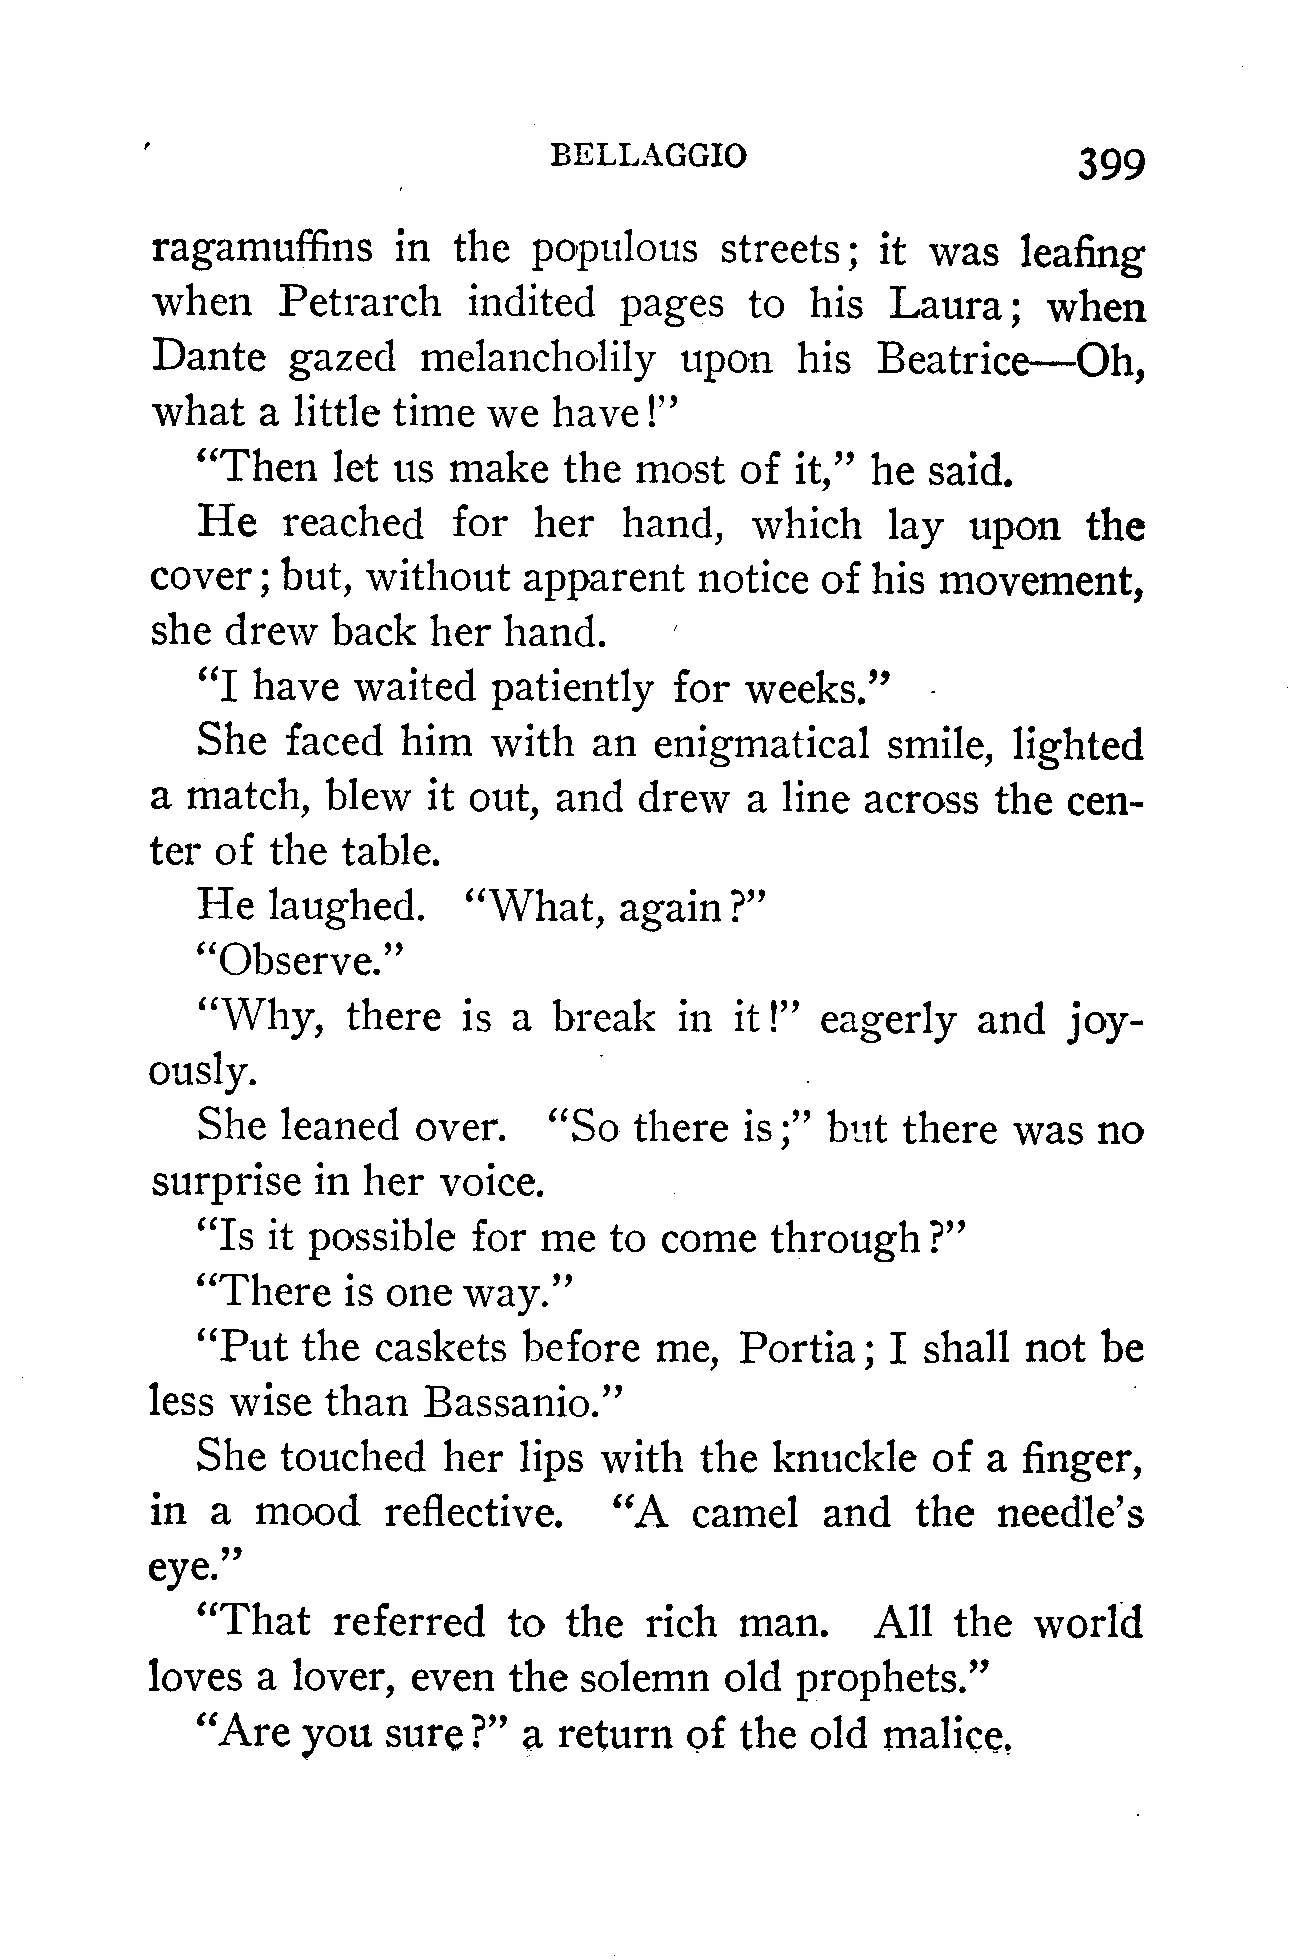 BELLAGGIO 399
ragamuffins in the populous streets; it was leafing
when Petrarch indited pages to his Laura; when
Dante gazed melancholily upon his Beatrice—Oh,
what a little time we have!”
“Then let us make the most of it,” he said.
He reached for her hand, which lay upon the
cover; but, without apparent notice of his movement,
she drew back her hand.
“I have waited patiently for weeks.”
She faced him with an enigmatical smile, lighted
a match, blew it out, and drew a line across the cen-
ter of the table.
He laughed. “What, again?”
“Observe.”
“Why, there is a break in it!” eagerly and joy-
ously.
She leaned over. “So there is;” but there was no
surprise in her voice.
“Is it possible for me to come through?”
“There is one way.”
“Put the caskets before me, Portia; I shall not be
less wise than Bassanio.”
She touched her lips with the knuckle of a finger,
in a mood reflective. “A camel and the needle’s
eye.”
“That referred to the rich man. All the world
loves a lover, even the solemn old prophets.”
“Are you sure?” a return of the old malice.